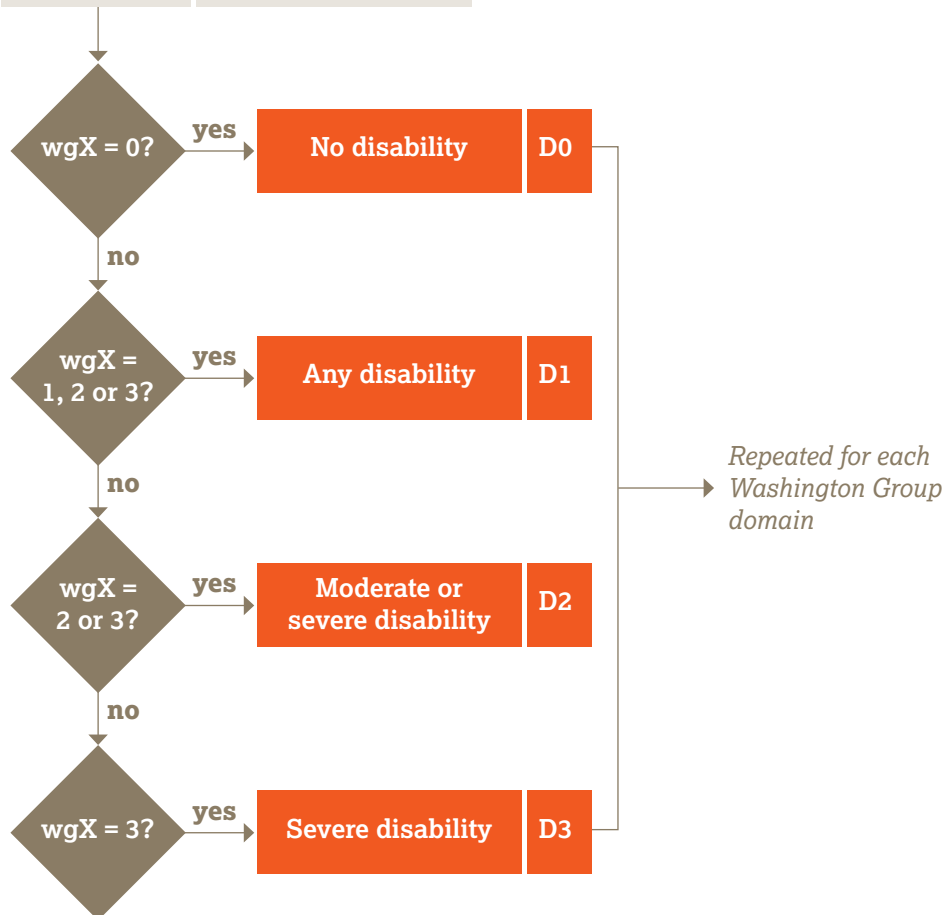 wgX = 0?
yes
No disability
D0
no
wgX =
1, 2 or 3?
yes
Any disability
D1
no
Repeated for each
Washington Group
domain
wgX =
2 or 3?
yes
Moderate or
severe disability
D2
no
wgX = 3?
yes
Severe disability
D3